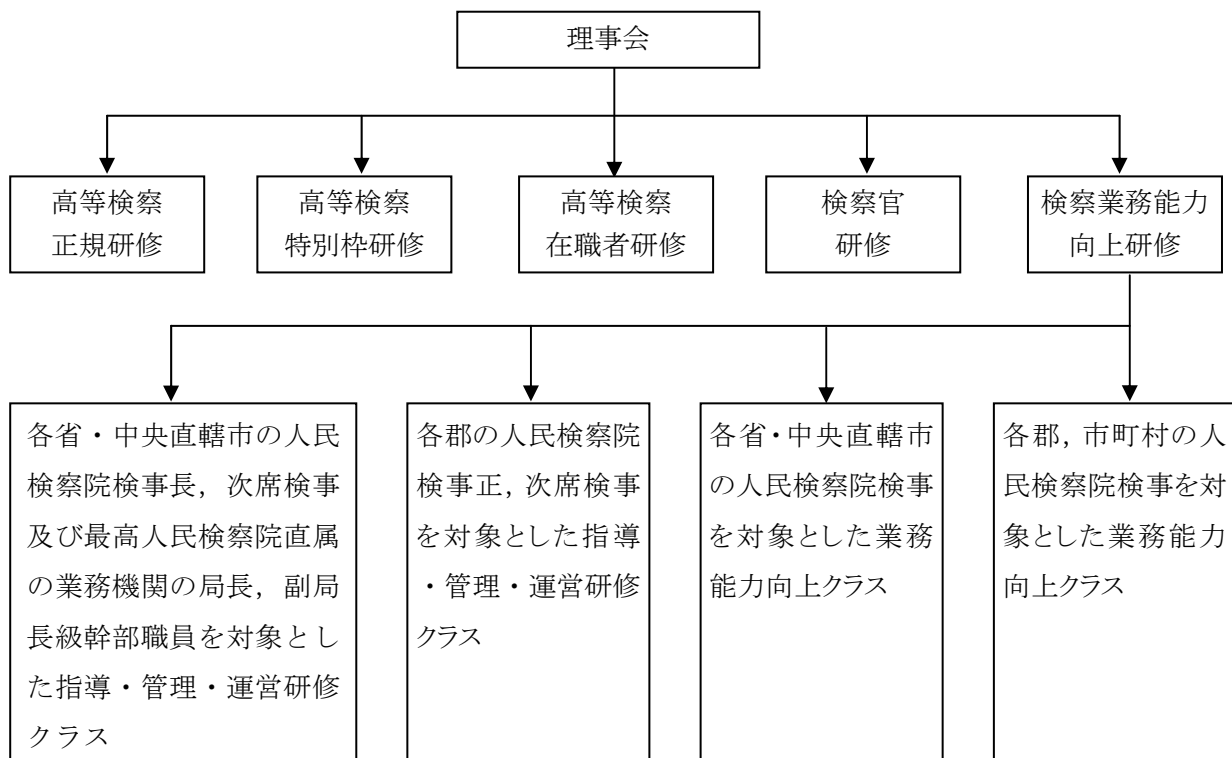 理事会
高等検察
正規研修
高等検察
特別枠研修
高等検察
在職者研修
検察官
研修
検察業務能力
向上研修
各省・中央直轄市の人民
検察院検事長，次席検事
及び最高人民検察院直属
の業務機関の局長，副局
長級幹部職員を対象とし
た指導・管理・運営研修
クラス
各郡の人民検察院
検事正，次席検事
を対象とした指導
・管理・運営研修
クラス
各省・中央直轄市
の人民検察院検事
を対象とした業務
能力向上クラス
各郡，市町村の人
民検察院検事を対
象とした業務能力
向上クラス